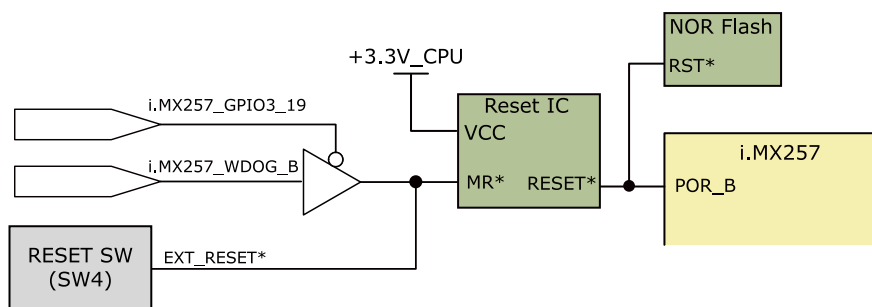 NOR Flash
RST*
+3.3V_CPU
i.MX257_GPIO3_19
Reset IC
VCC
i.MX257
i.MX257_WDOG_B
MR*
RESET*
POR_B
RESET SW
(SW4)
EXT_RESET*